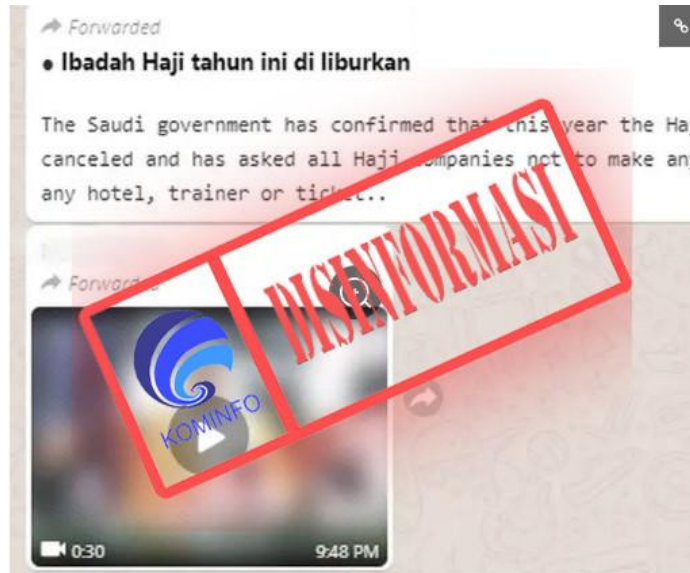 Forwarded
• Ibadah Haji tahun ini di liburkan
The Saudi government has confirmed that this year the Ha
canceled and has asked all Haji companies not to make an
any hotel, trainer or ticket..
Forwarded
DISINFORMASI
KOMINFO
0:30
9:48 PM